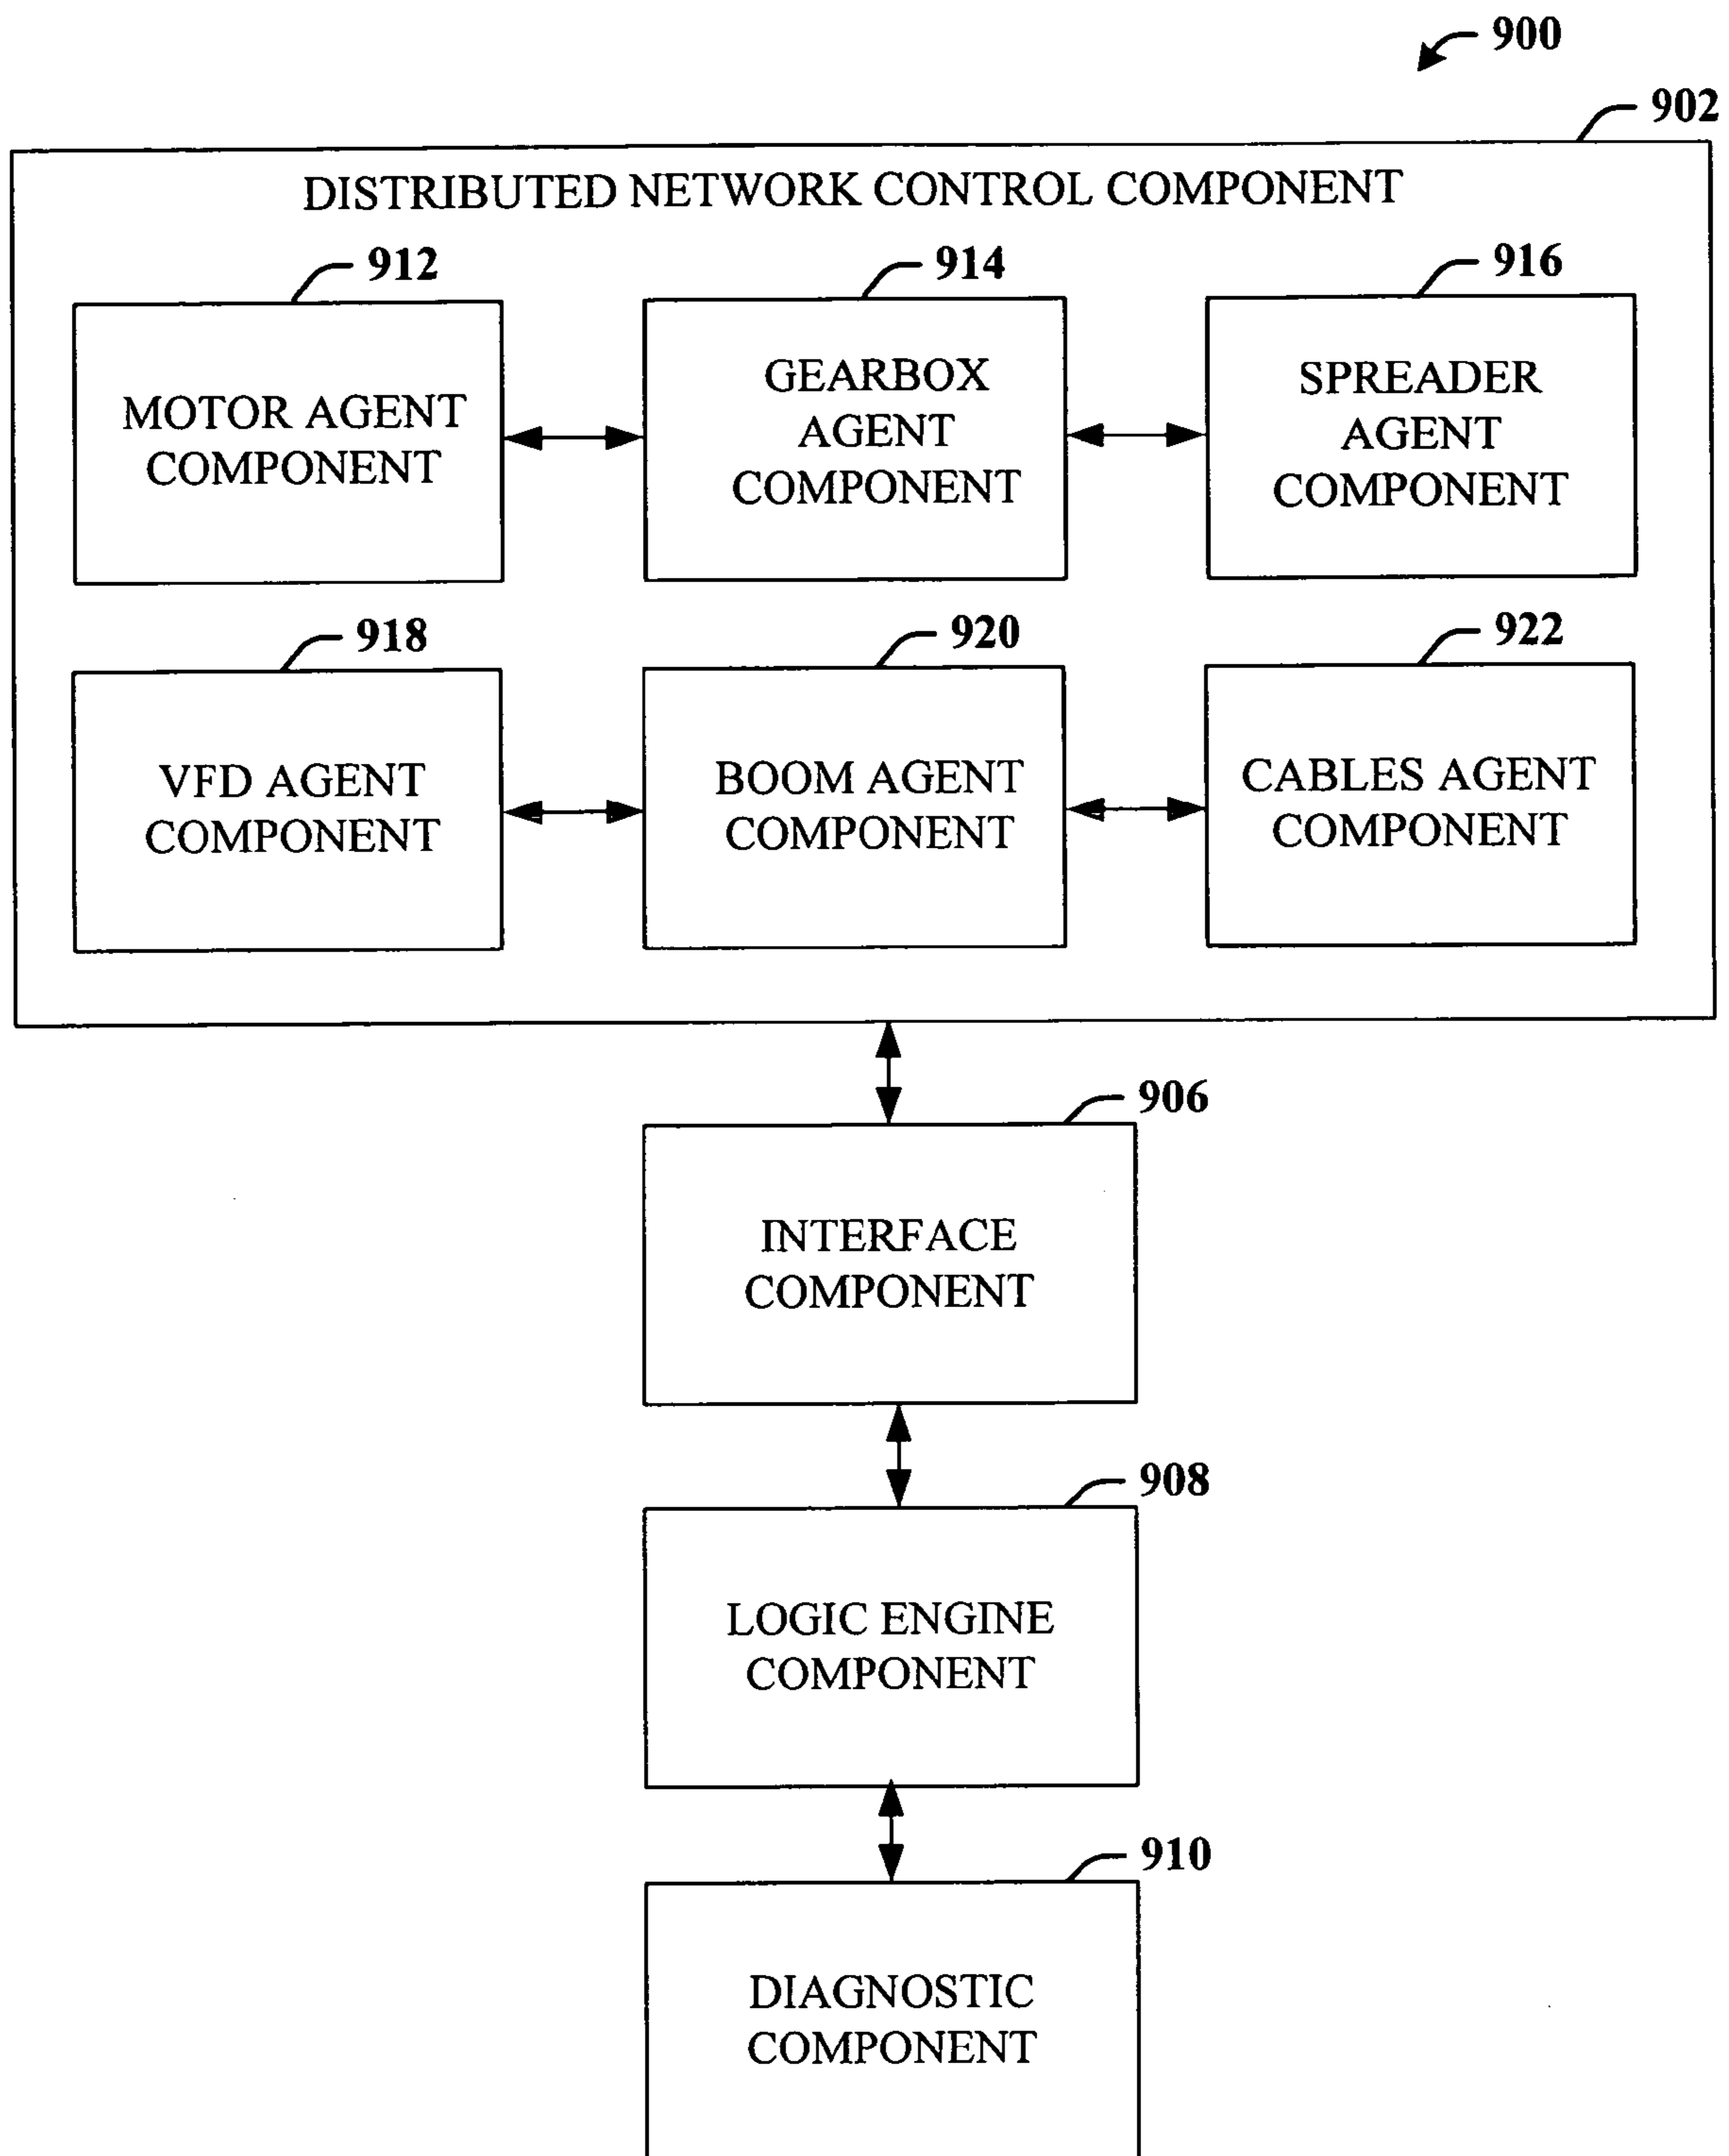 900
902
DISTRIBUTED NETWORK CONTROL COMPONENT
912
MOTOR AGENT
COMPONENT
914
GEARBOX
AGENT
COMPONENT
916
SPREADER
AGENT
COMPONENT
918
VFD AGENT
COMPONENT
920
BOOM AGENT
COMPONENT
922
CABLES AGENT
COMPONENT
906
INTERFACE
COMPONENT
908
LOGIC ENGINE
COMPONENT
910
DIAGNOSTIC
COMPONENT